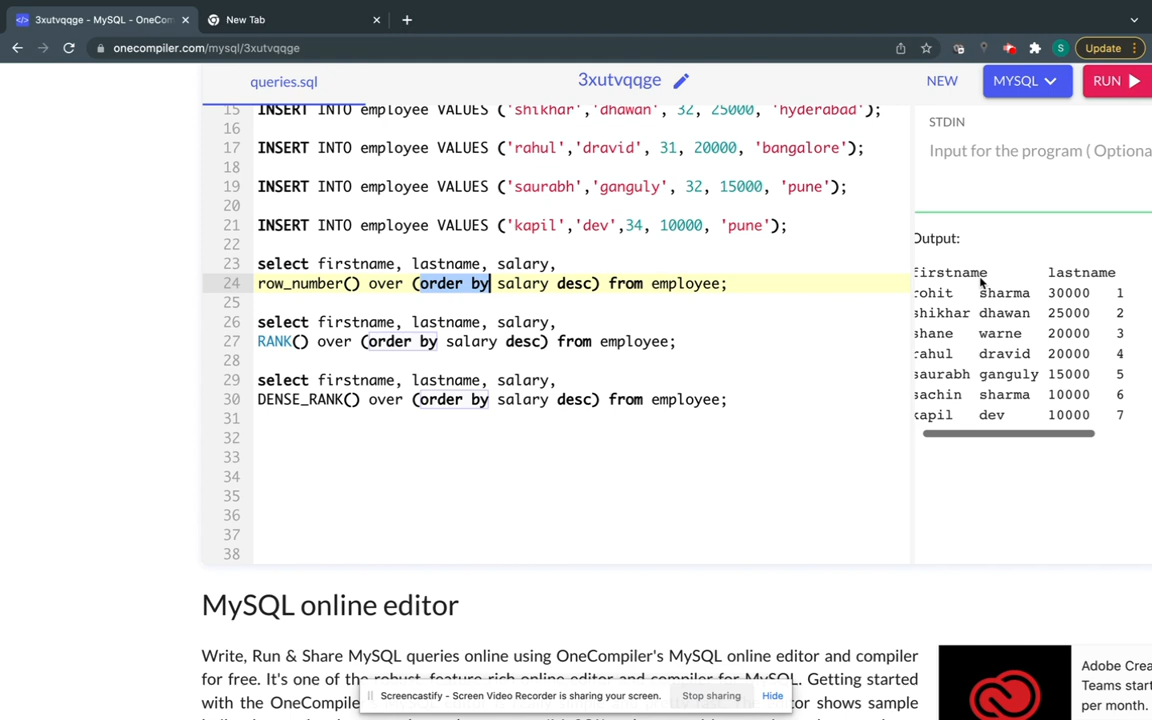 3xutvqqge - MySQL - OneCom
New Tab
onecompiler.com/mysql/3xutvqqge
S
Update
queries.sql
3xutvqqge
NEW
MYSQL
RUN
15 INSERT INTO employee VALUES ('shikhar','dhawan', 32, 25000, 'hyderabad');
16
17 INSERT INTO employee VALUES ('rahul','dravid', 31, 20000, 'bangalore');
18
19 INSERT INTO employee VALUES ('saurabh','ganguly', 32, 15000, 'pune');
20
21 INSERT INTO employee VALUES ('kapil','dev',34, 10000, 'pune');
22
23 select firstname, lastname, salary,
24 row_number() over (order by salary desc) from employee;
25
26 select firstname, lastname, salary,
27 RANK() over (order by salary desc) from employee;
28
29 select firstname, lastname, salary,
30 DENSE_RANK() over (order by salary desc) from employee;
31
32
33
34
35
36
37
38
STDIN
Input for the program ( Optiona
Output:
firstname lastname
rohit sharma 30000 1
shikhar dhawan 25000 2
shane warne 20000 3
rahul dravid 20000 4
saurabh ganguly 15000 5
sachin sharma 10000 6
kapil dev 10000 7
MySQL online editor
Write, Run & Share MySQL queries online using OneCompiler's MySQL online editor and compiler
for free. It's one of the robust, feature-rich online editor and compiler for MySQL. Getting started
with the OneCompil
Screencastify - Screen Video Recorder is sharing your screen.
Stop sharing
Hide
Adobe Crea
Teams start
per month.